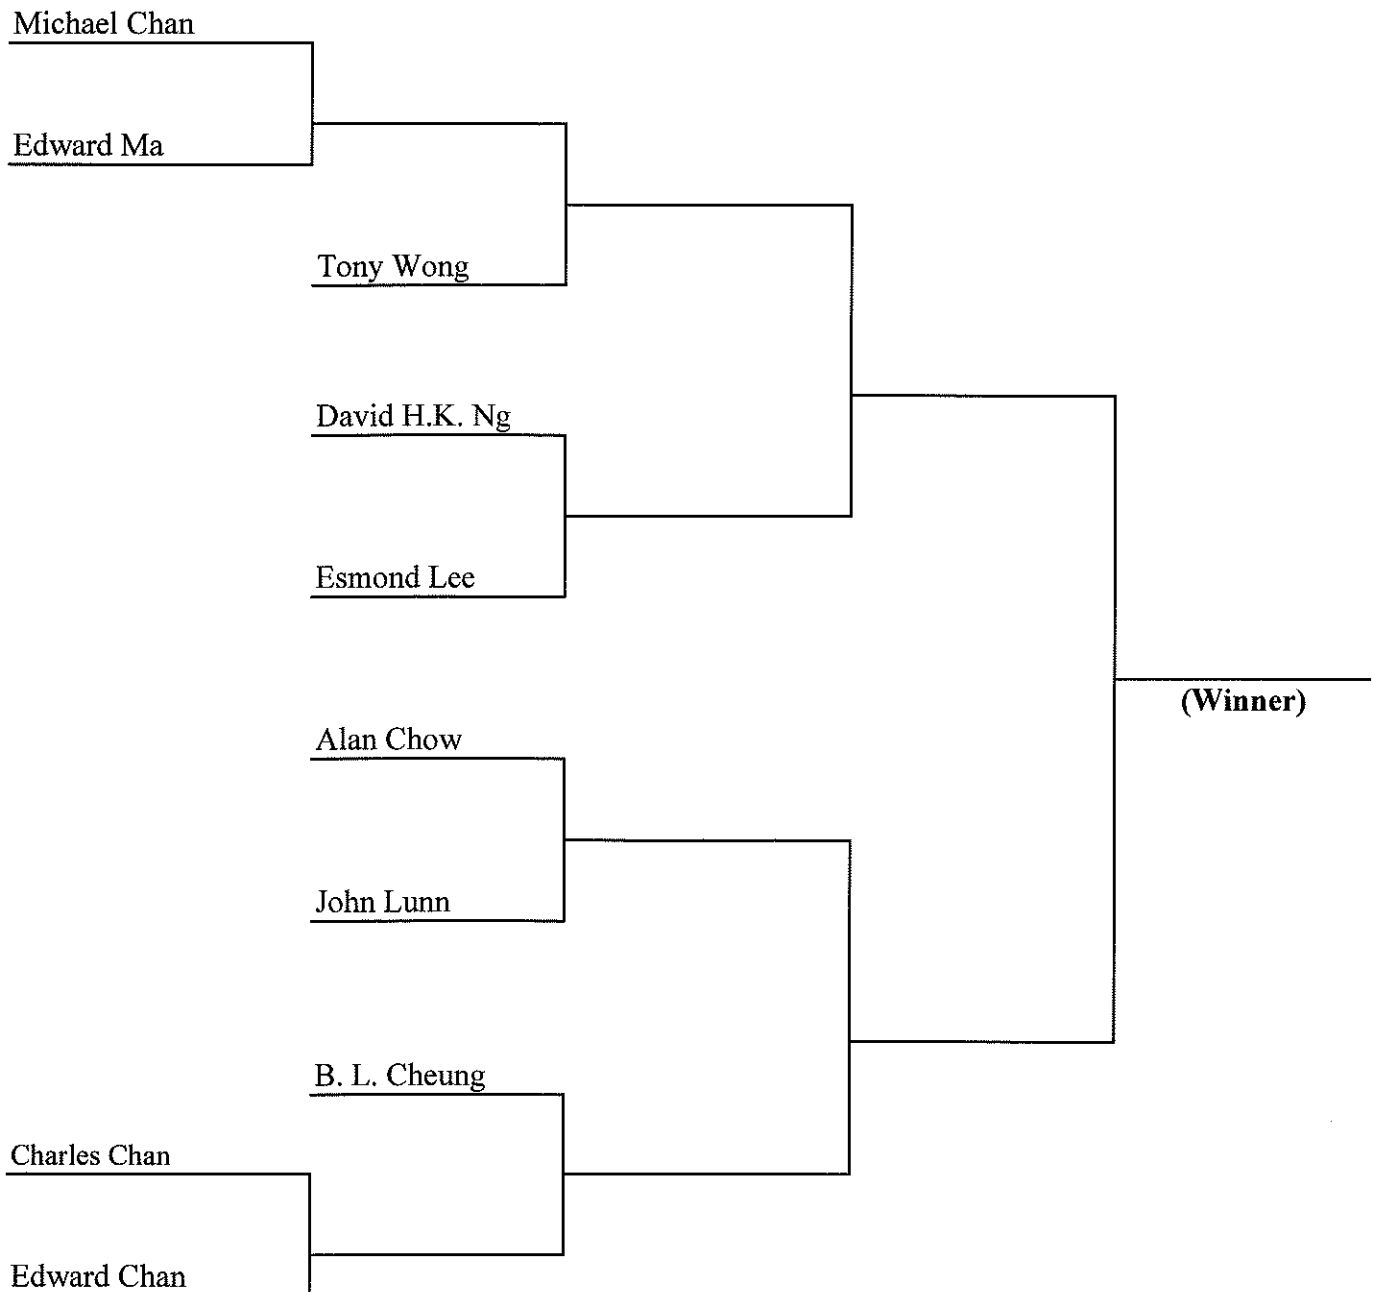 Michael Chan
Edward Ma
Tony Wong
David H.K. Ng
Esmond Lee
(Winner)
Alan Chow
John Lunn
B. L. Cheung
Charles Chan
Edward Chan